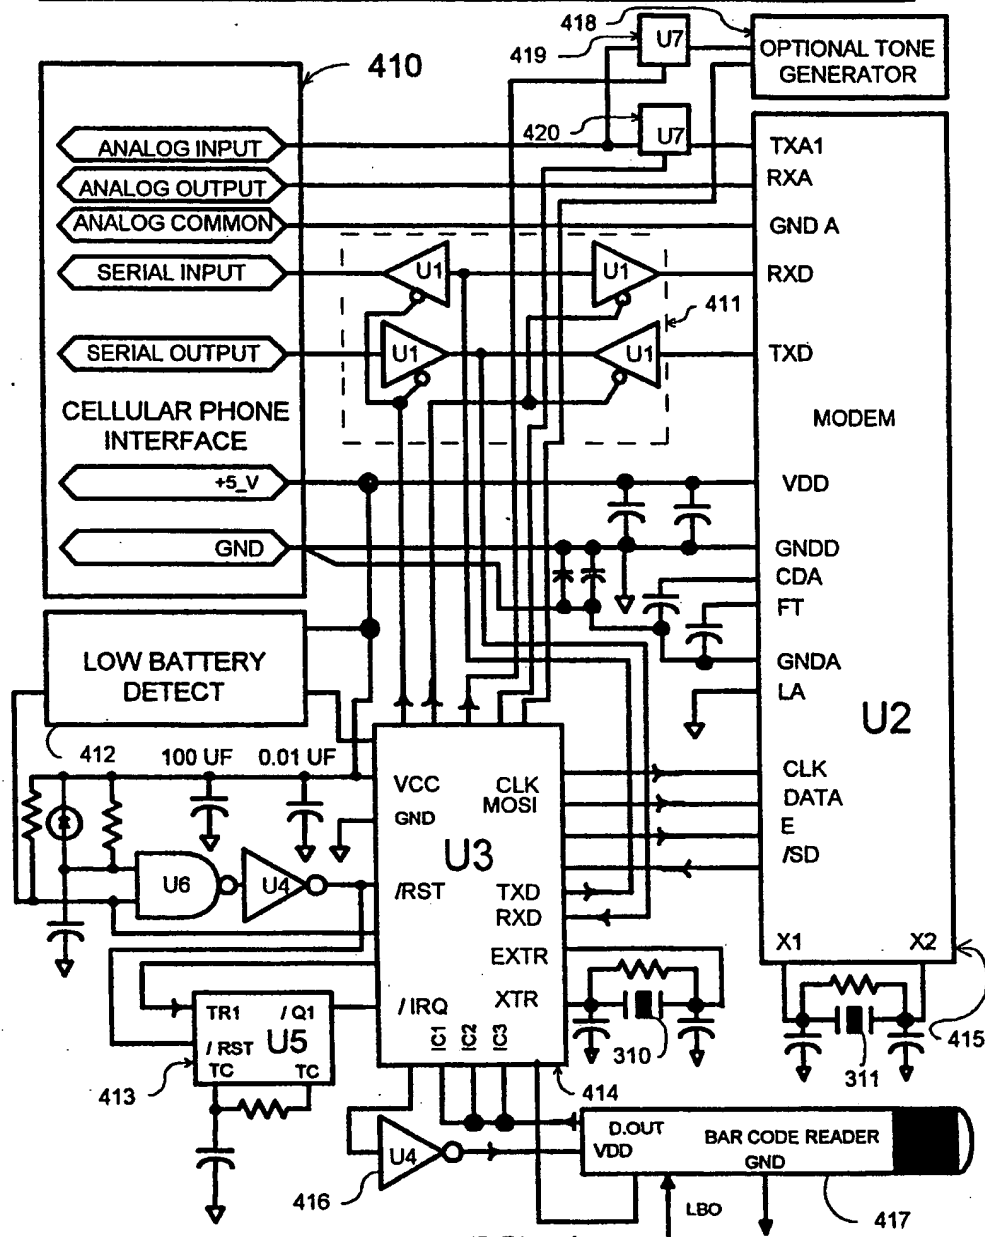 418
419
U7
OPTIONAL TONE
GENERATOR
410
420
U7
ANALOG INPUT
TXA1
ANALOG OUTPUT
RXA
ANALOG COMMON
GND A
SERIAL INPUT
U1
U1
RXD
411
SERIAL OUTPUT
U1
U1
TXD
CELLULAR PHONE
INTERFACE
MODEM
+5_V
VDD
GND
GNDD
CDA
FT
LOW BATTERY
DETECT
GNDA
LA
U2
412
100 UF
0.01 UF
VCC
CLK
MOSI
GND
U3
CLK
DATA
E
/SD
U6
U4
/RST
TXD
RXD
EXTR
X1
X2
TR1
/ Q1
U5
/ IRQ
XTR
/ RST
TC
TC
IC1
IC2
IC3
310
311
415
413
414
D.OUT
VDD
BAR CODE READER
GND
U4
416
LBO
417